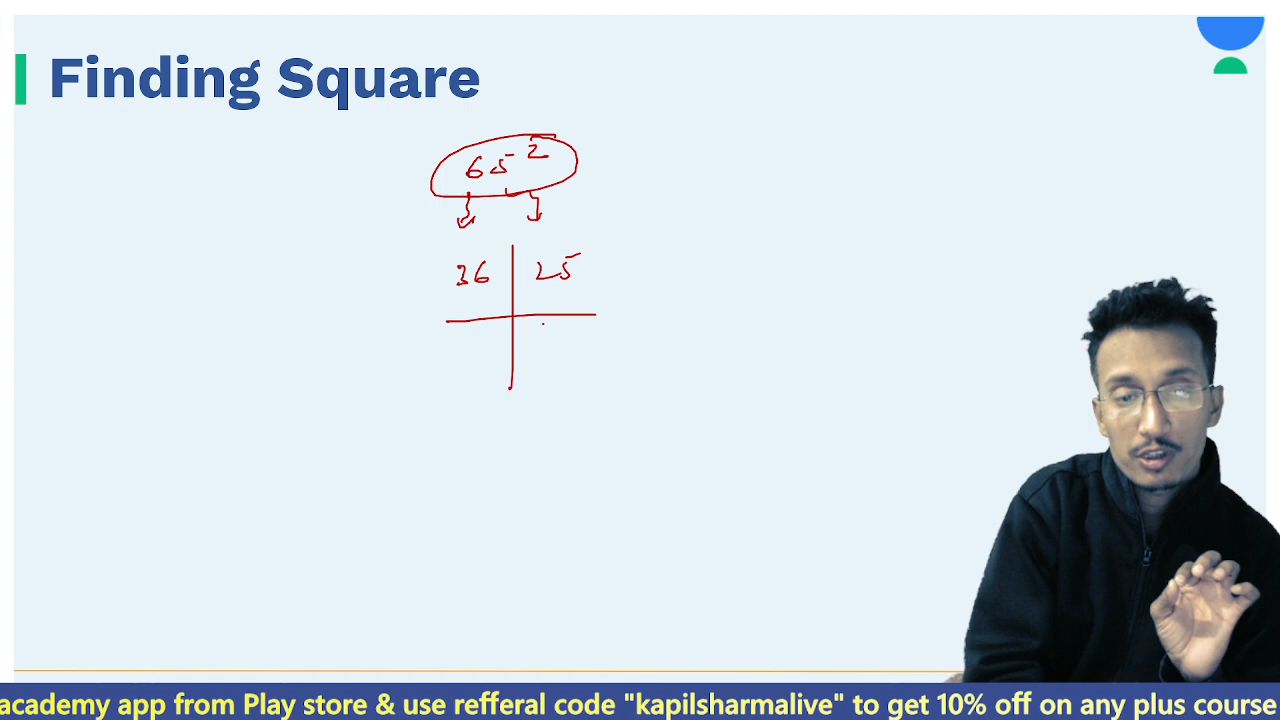 Finding Square
65²
36 | 25
academy app from Play store & use refferal code "kapilsharmalive" to get 10% off on any plus course